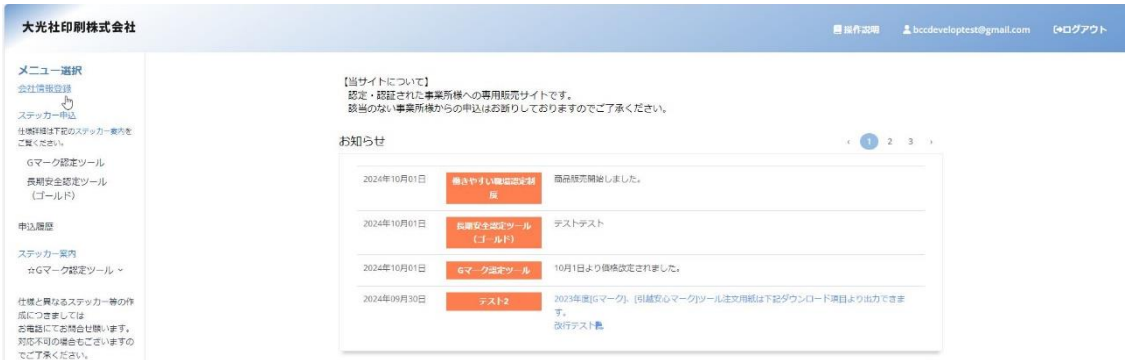 大光社印刷株式会社
操作説明
bccdeveloptest@gmail.com
ログアウト
メニュー選択
会社情報登録
ステッカー申込
仕様詳細は下記のステッカー案内を
ご覧ください。
Gマーク認定ツール
長期安全認定ツール
(ゴールド)
申込履歴
ステッカー案内
☆Gマーク認定ツール
仕様と異なるステッカー等の作
成につきましては
お電話にてお問合せ願います。
対応不可の場合もございますの
でご了承ください。
【当サイトについて】
認定・認証された事業所様への専用販売サイトです。
該当のない事業所様からの申込はお断りしておりますのでご了承ください。
お知らせ
‹ 1 2 3 ›
2024年10月01日 働きやすい職場認定制
度 商品販売開始しました。
2024年10月01日 長期安全認定ツール
(ゴールド) テストテスト
2024年10月01日 Gマーク認定ツール 10月1日より価格改定されました。
2024年09月30日 テスト2 2023年度[Gマーク]、[引越安心マーク]ツール注文用紙は下記ダウンロード項目より出力できま
す。
改行テスト